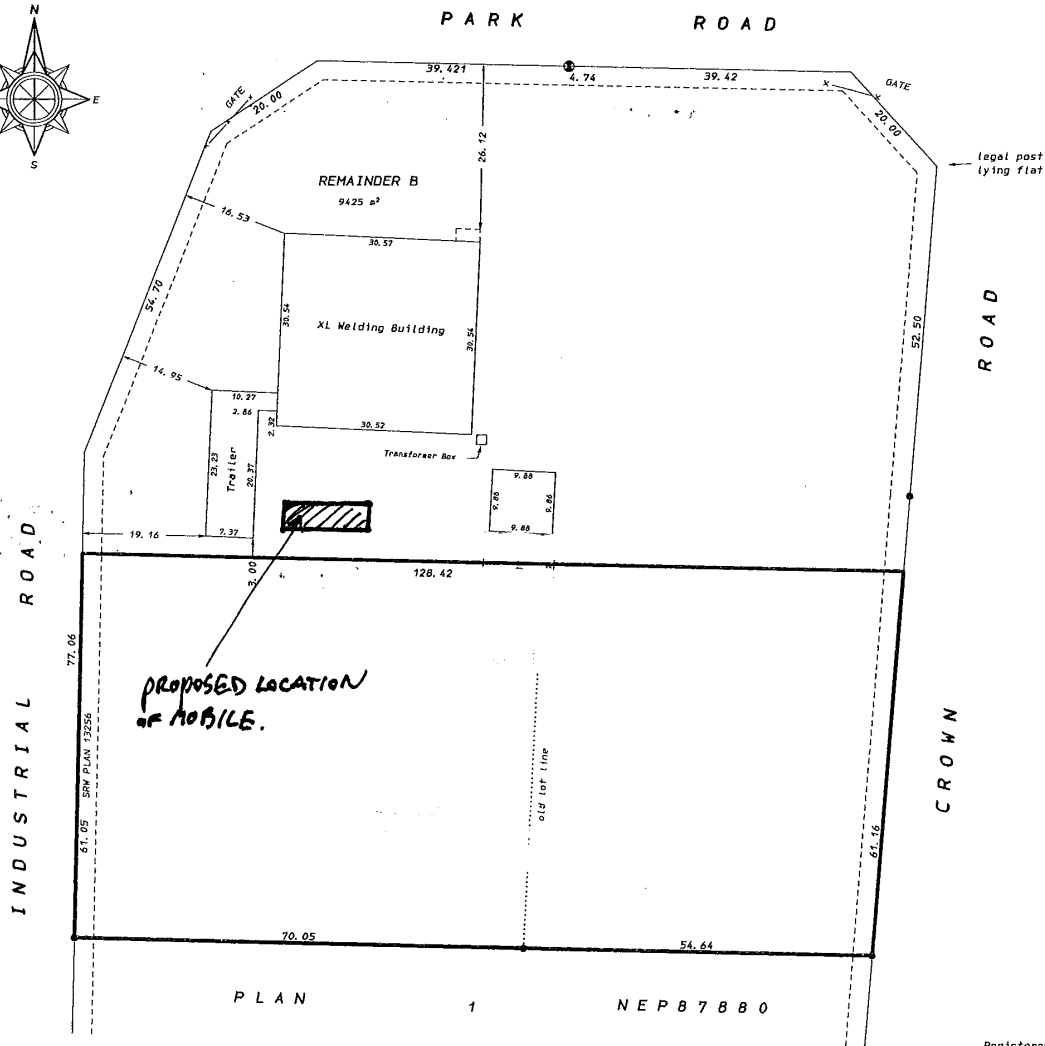 N
PARK ROAD
39.421
4.74
39.42
GATE
20.00
GATE
20.00
E
S
26.12
legal post
lying flat
REMAINDER B
9425 m²
16.53
30.57
54.70
30.54
XL Welding Building
30.54
52.50
ROAD
14.95
10.27
2.86
2.32
30.52
Transformer Box
23.23
Trailer
20.37
9.88
9.88
9.86
9.88
19.16
7.37
3.00
128.42
77.06
PROPOSED LOCATION
OF MOBILE.
INDUSTRIAL ROAD
61.05 SRW PLAN 13256
old lot line
CROWN
61.16
70.05
54.64
PLAN 1 NEP87880